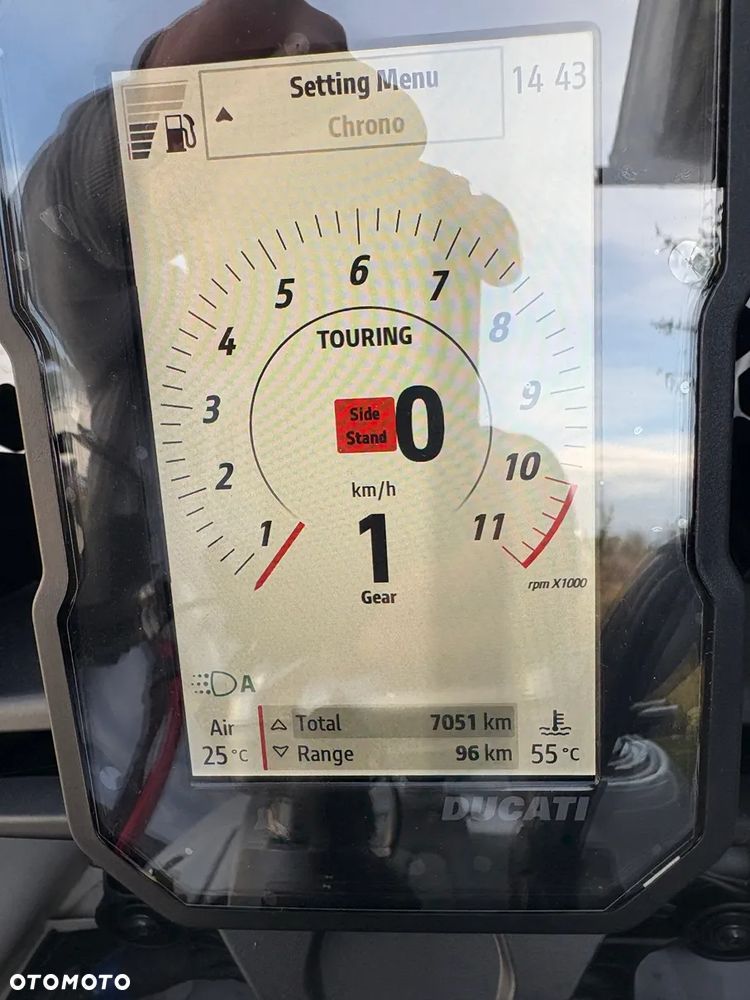 Setting Menu
14 43
Chrono
6
5
7
4
8
TOURING
3
9
Side
Stand
0
2
10
km/h
1
11
1
rpm X1000
Gear
A
Air
Total
7051 km
25 °C
Range
96 km
55 °C
DUCATI
OTOMOTO